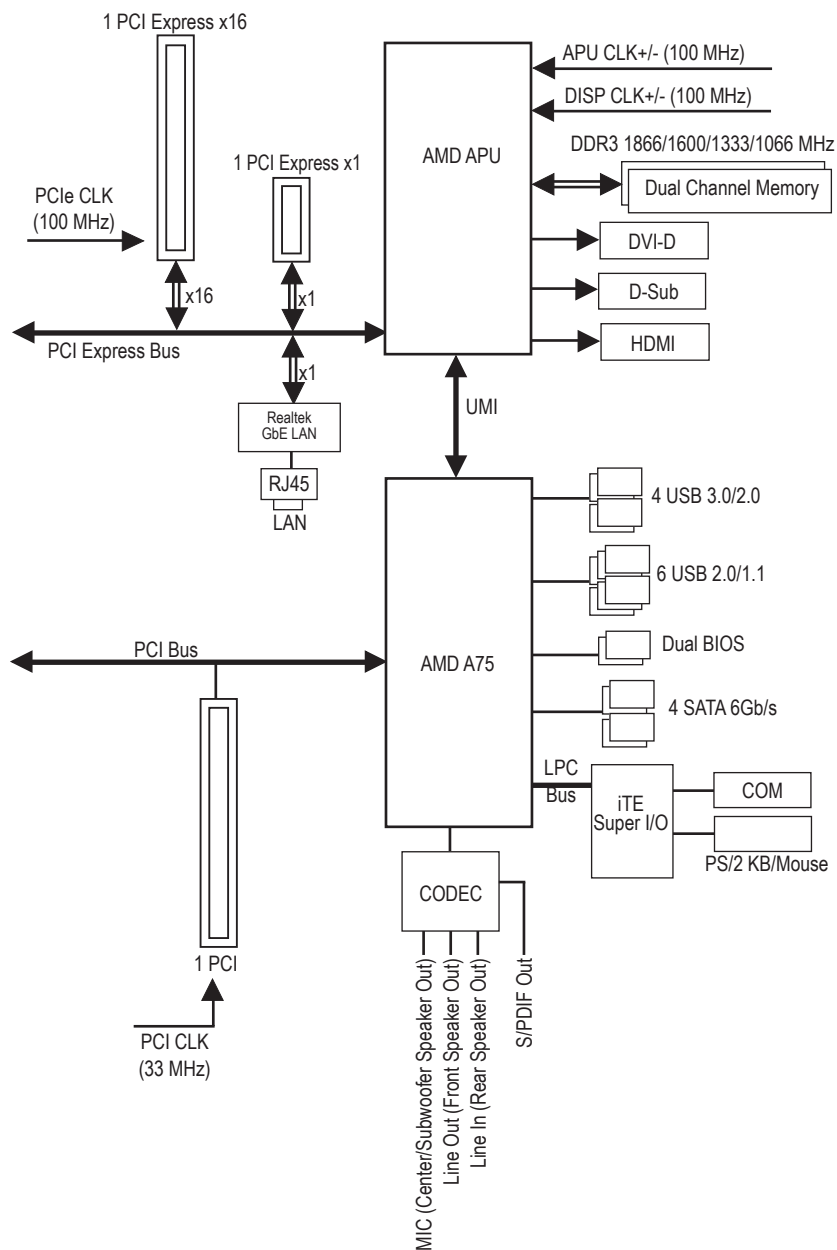 1 PCI Express x16
APU CLK+/- (100 MHz)
DISP CLK+/- (100 MHz)
DDR3 1866/1600/1333/1066 MHz
AMD APU
Dual Channel Memory
1 PCI Express x1
PCIe CLK
(100 MHz)
DVI-D
x16
x1
D-Sub
PCI Express Bus
HDMI
x1
UMI
Realtek
GbE LAN
RJ45
LAN
4 USB 3.0/2.0
6 USB 2.0/1.1
PCI Bus
AMD A75
Dual BIOS
4 SATA 6Gb/s
LPC
Bus
iTE
Super I/O
COM
PS/2 KB/Mouse
CODEC
1 PCI
PCI CLK
(33 MHz)
MIC (Center/Subwoofer Speaker Out)
Line Out (Front Speaker Out)
Line In (Rear Speaker Out)
S/PDIF Out